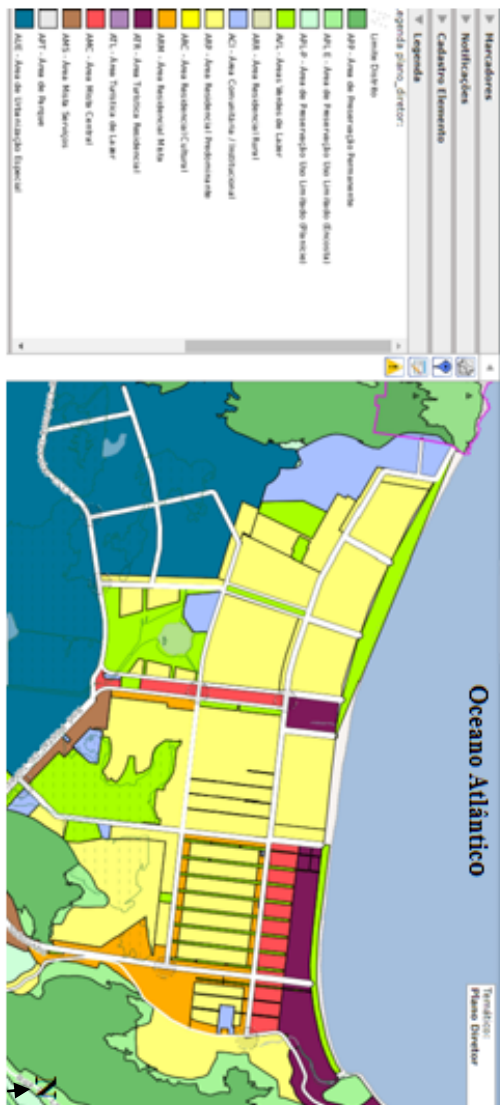 Marcadores
Notificações
Cadastro Elemento
Legenda
Legenda plano_diretor:
Limite Distrito
APP - Área de Preservação Permanente
APL E - Área de Preservação Uso Limitado (Encosta)
APL P - Área de Preservação Uso Limitado (Planície)
AVL - Áreas Verdes de Lazer
ARR - Área Residencial Rural
ACI - Área Comunitária / Institucional
ARP - Área Residencial Predominante
ARC - Área Residencial Cultural
ARM - Área Residencial Mista
ATR - Área Turística Residencial
ATL - Área Turística de Lazer
AMC - Área Mista Central
AMS - Área Mista Serviços
APT - Área de Parque
AUE - Área de Urbanização Especial
Oceano Atlântico
Temático:
Plano Diretor
N